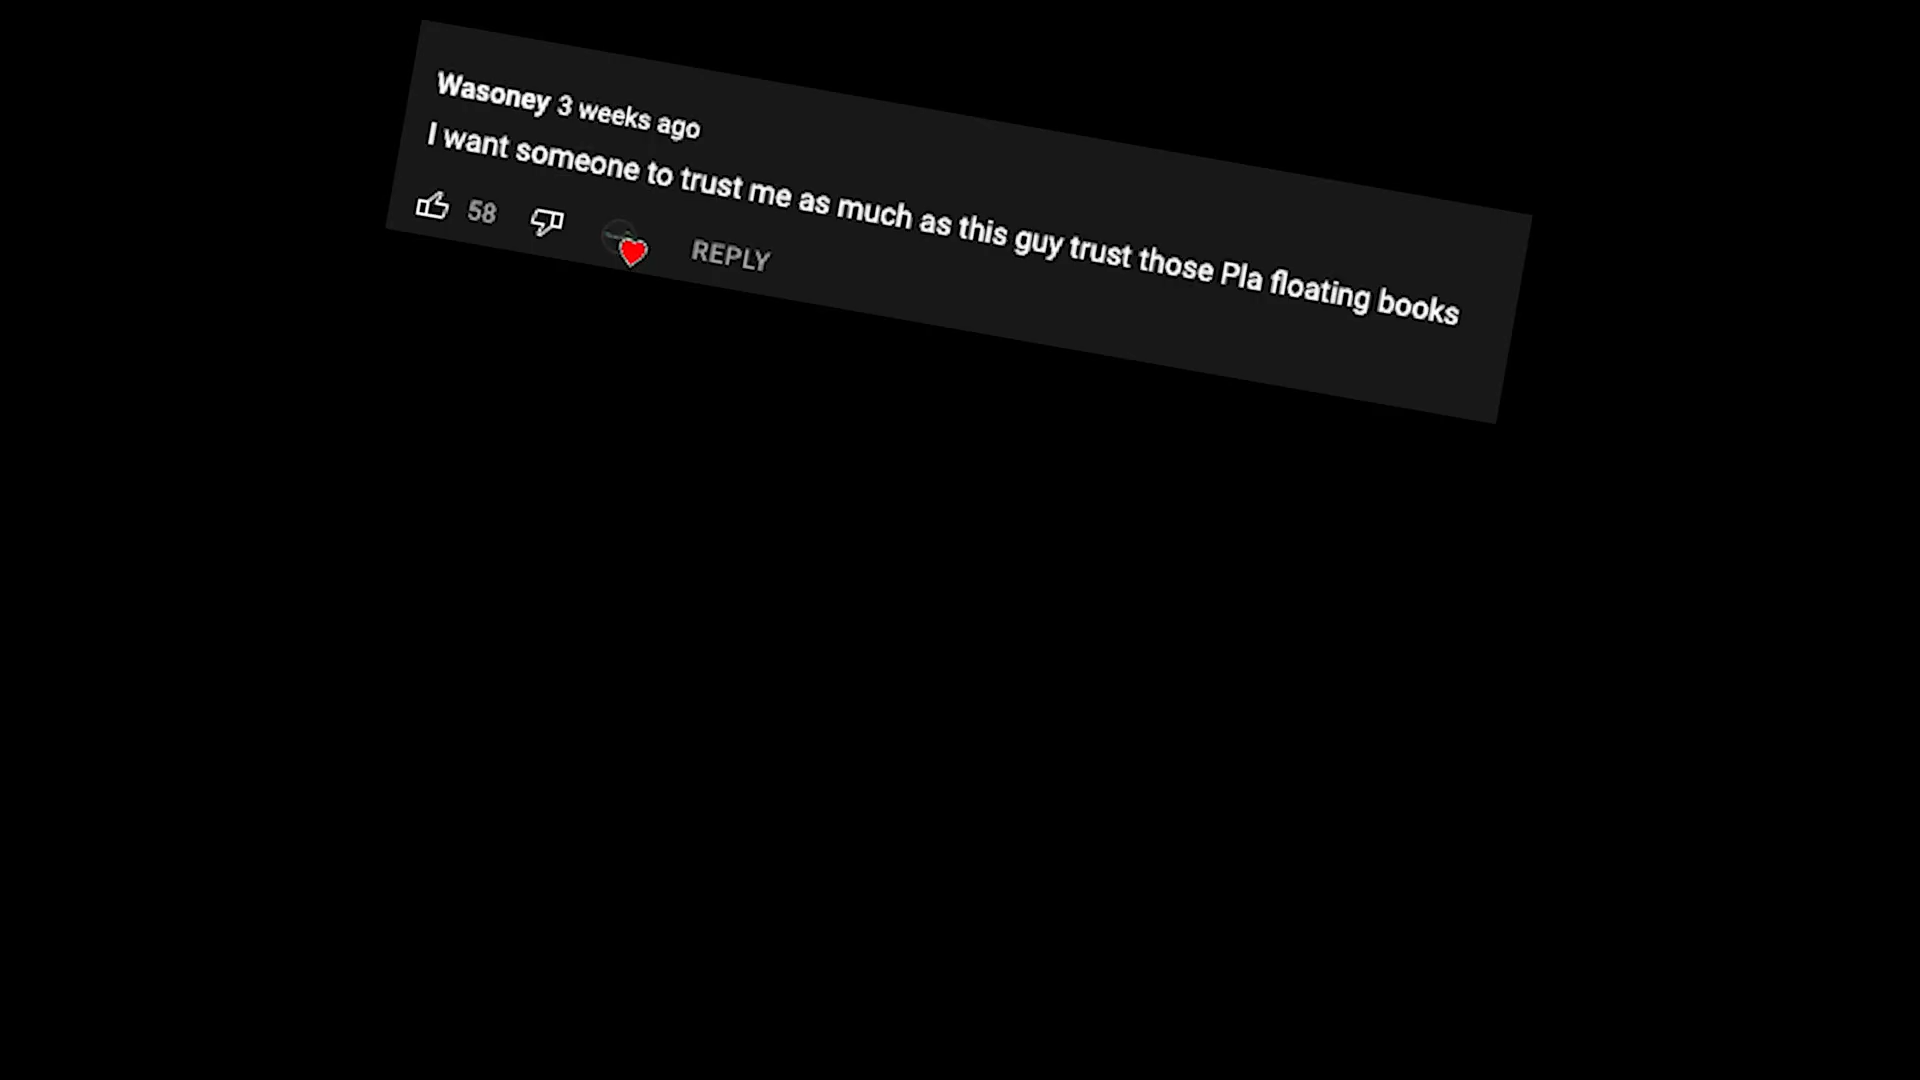 Wasoney 3 weeks ago
I want someone to trust me as much as this guy trust those Pla floating books
58 REPLY